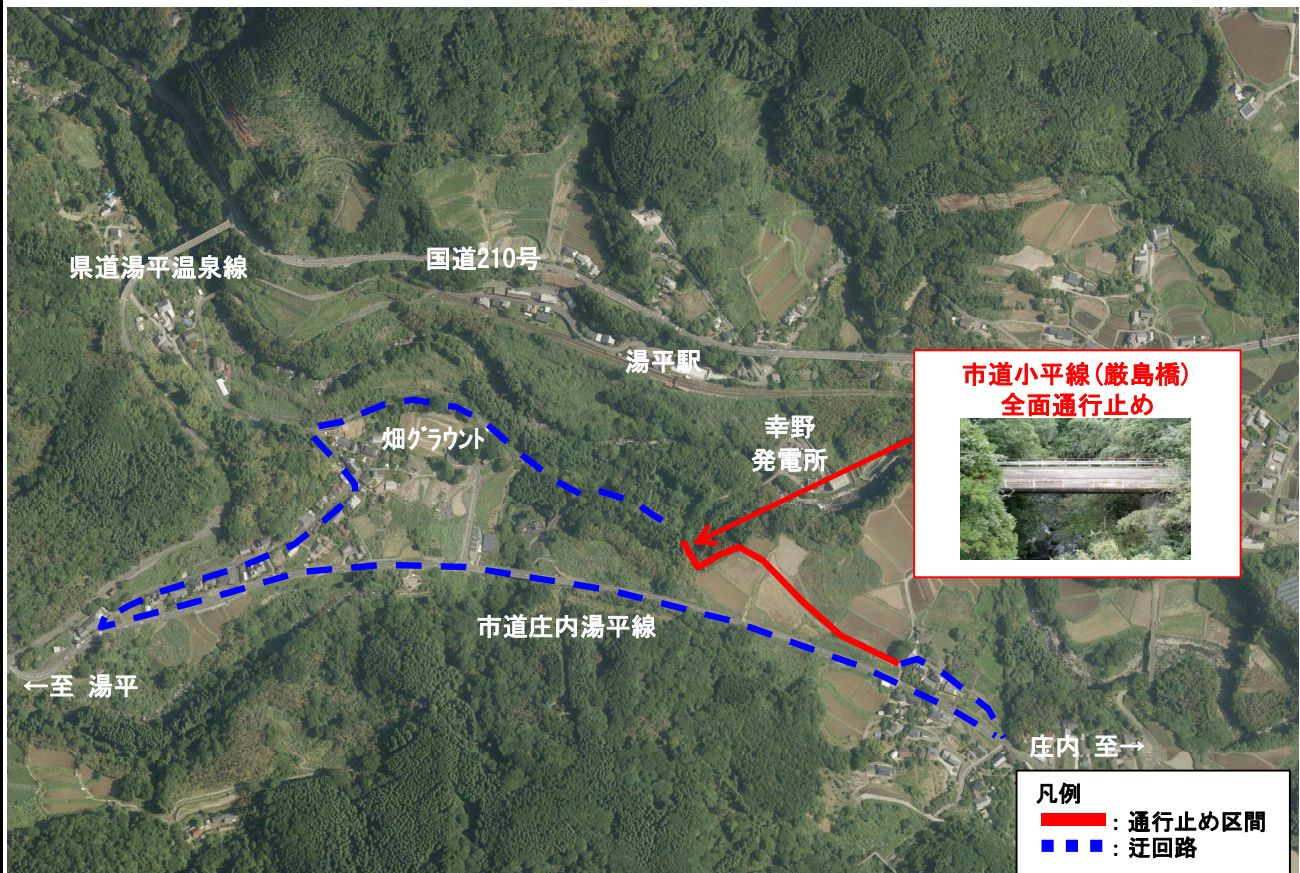 県道湯平温泉線
国道210号
湯平駅
市道小平線(厳島橋)
全面通行止め
畑グラウンド
幸野
発電所
市道庄内湯平線
←至 湯平
庄内 至→
凡例
：通行止め区間
：迂回路